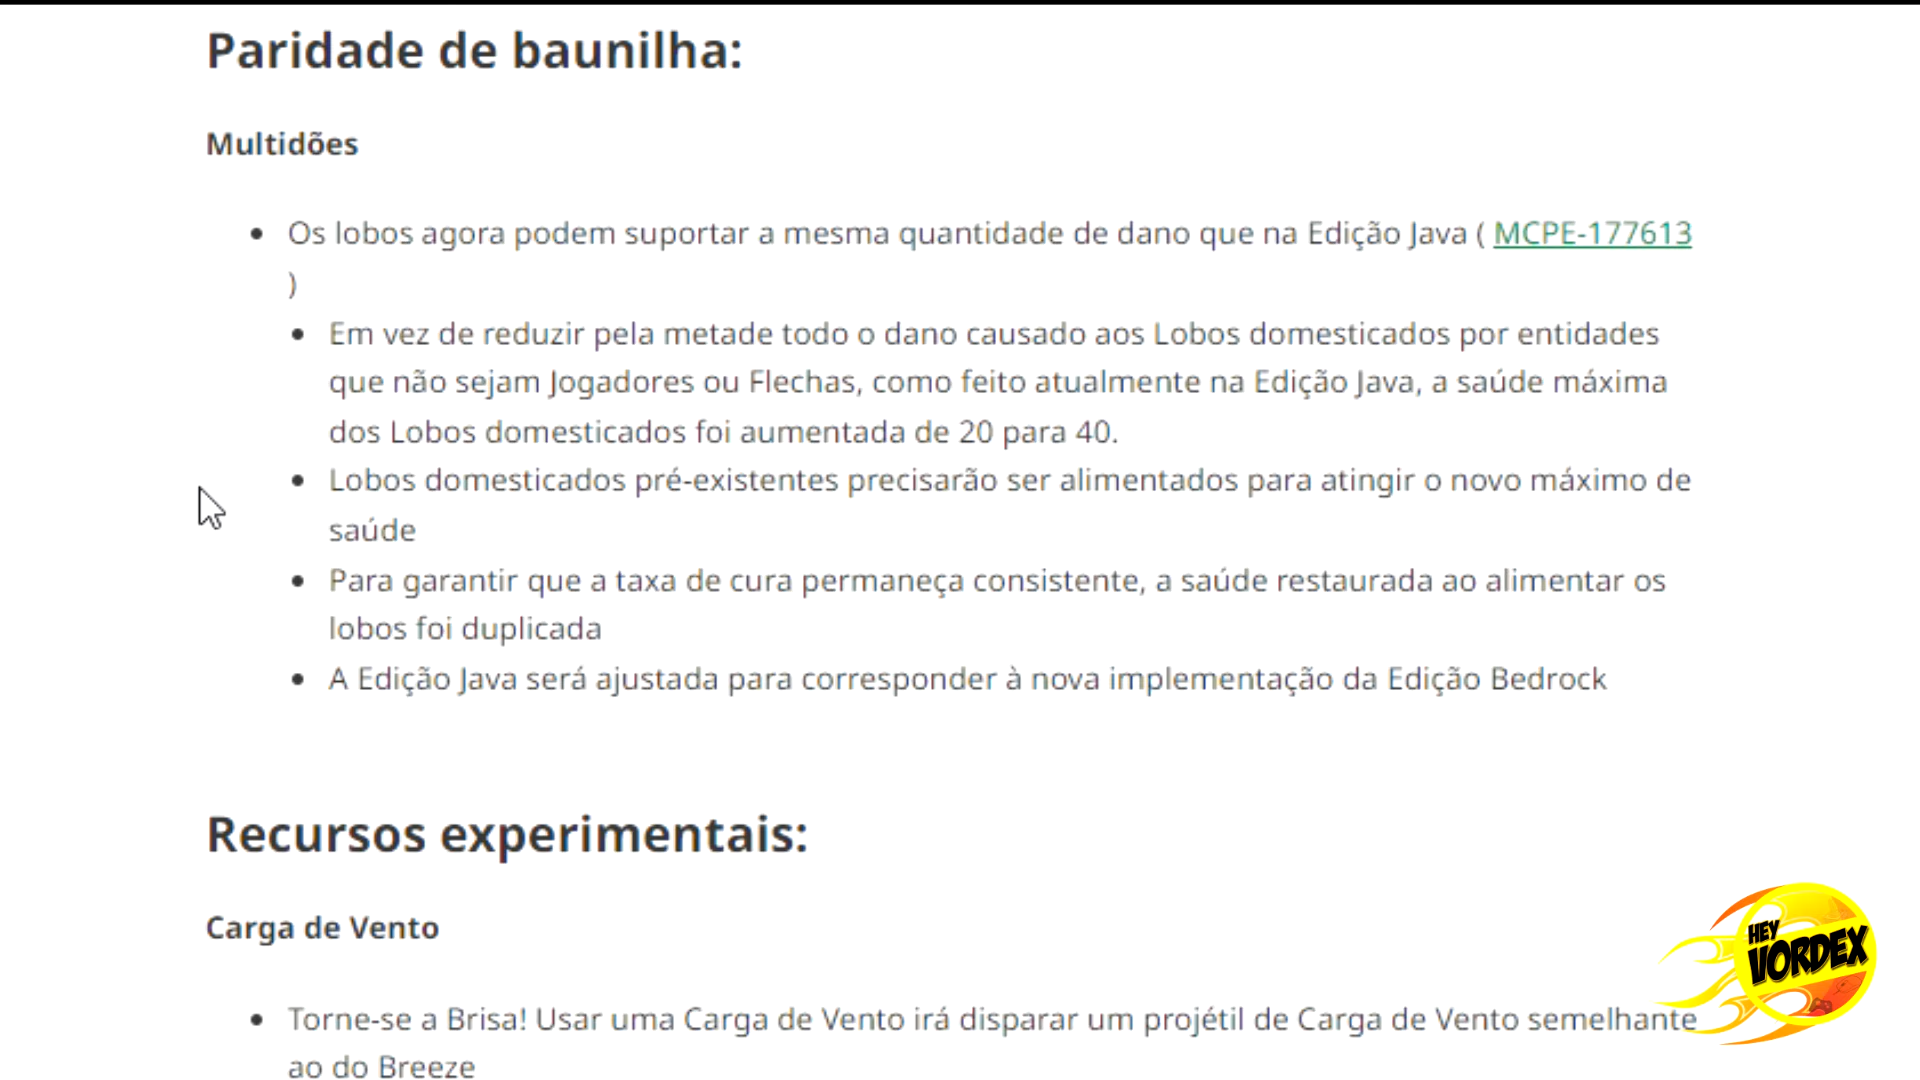 Paridade de baunilha:
Multidões
Os lobos agora podem suportar a mesma quantidade de dano que na Edição Java ( MCPE-177613
)
Em vez de reduzir pela metade todo o dano causado aos Lobos domesticados por entidades
que não sejam Jogadores ou Flechas, como feito atualmente na Edição Java, a saúde máxima
dos Lobos domesticados foi aumentada de 20 para 40.
Lobos domesticados pré-existentes precisarão ser alimentados para atingir o novo máximo de
saúde
Para garantir que a taxa de cura permaneça consistente, a saúde restaurada ao alimentar os
lobos foi duplicada
A Edição Java será ajustada para corresponder à nova implementação da Edição Bedrock
Recursos experimentais:
Carga de Vento
Torne-se a Brisa! Usar uma Carga de Vento irá disparar um projétil de Carga de Vento semelhante
ao do Breeze
HEY
VORDEX